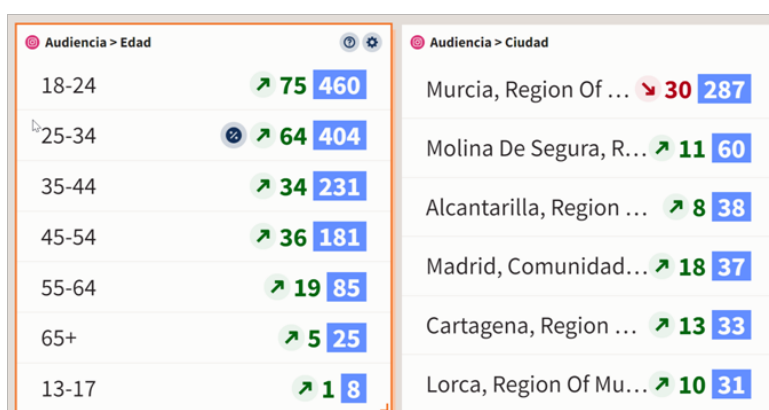 Audiencia > Edad
18-24 75 460
25-34 64 404
35-44 34 231
45-54 36 181
55-64 19 85
65+ 5 25
13-17 1 8
Audiencia > Ciudad
Murcia, Region Of ... 30 287
Molina De Segura, R... 11 60
Alcantarilla, Region ... 8 38
Madrid, Comunidad... 18 37
Cartagena, Region ... 13 33
Lorca, Region Of Mu... 10 31